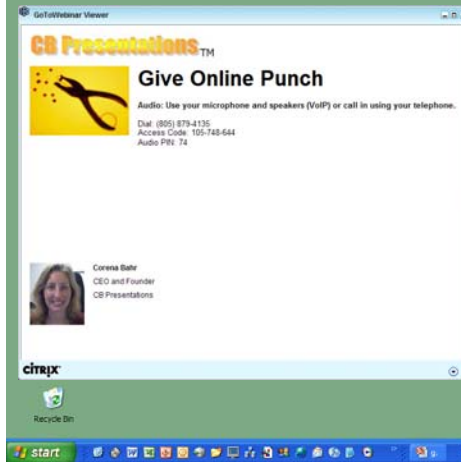 GoToWebinar Viewer
CB Presentations TM
Give Online Punch
Audio: Use your microphone and speakers (VoIP) or call in using your telephone.
Dial: (805) 879-4135
Access Code: 105-748-644
Audio PIN: 74
Corena Bahr
CEO and Founder
CB Presentations
CİTRIX
Recycle Bin
start